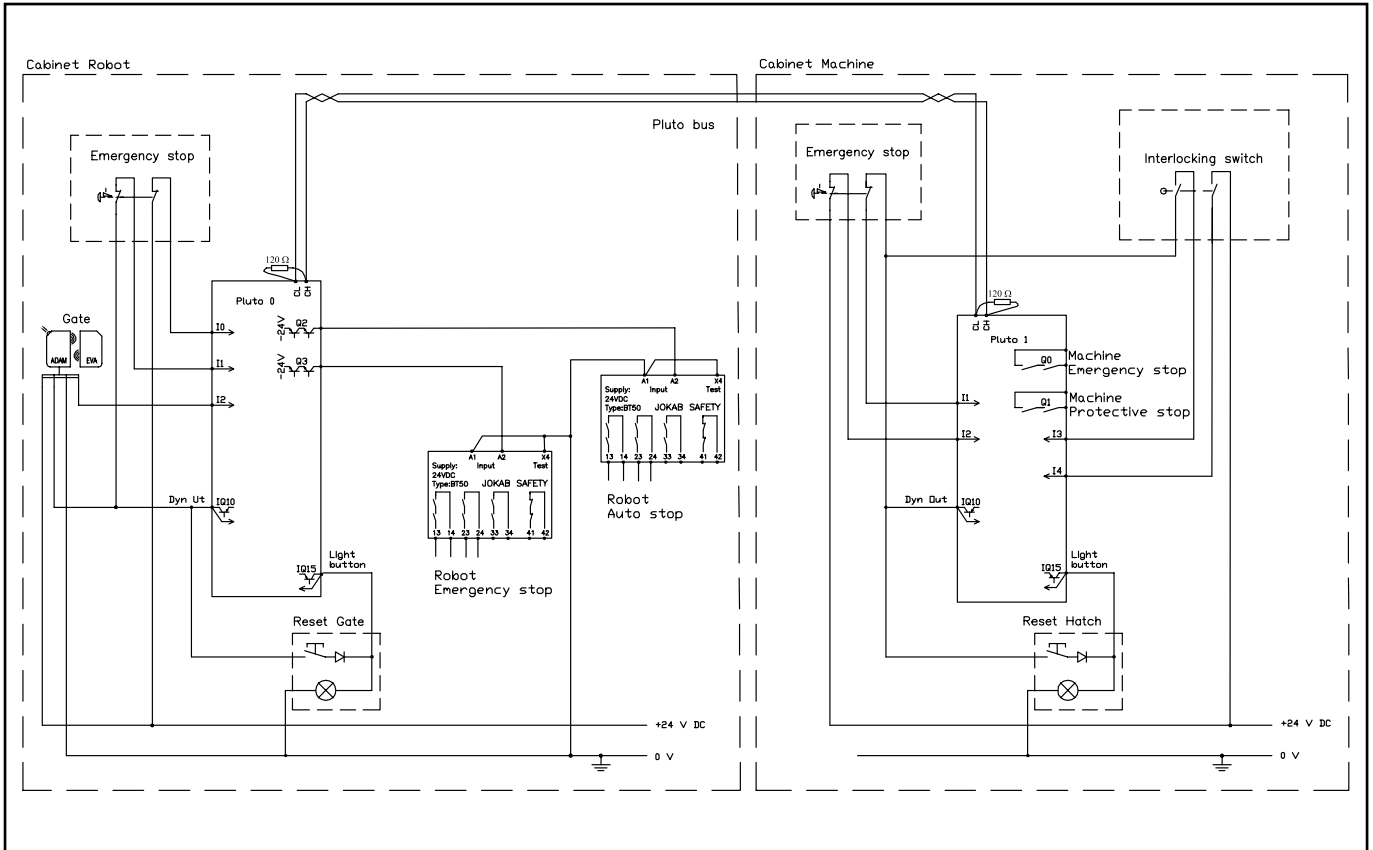 Cabinet Robot
Cabinet Machine
Pluto bus
Emergency stop
Emergency stop
Interlocking switch
120 Ω
CL
CH
Pluto 0
I0
-24V
Q2
I1
-24V
Q3
I2
Gate
ADAM
EVA
Dyn Ut
IQ10
IQ15
Light
button
Reset Gate
A1
A2
X4
Supply:
Input
Test
24VDC
Type:BT50
JOKAB SAFETY
13
14
23
24
33
34
41
42
Robot
Auto stop
A1
A2
X4
Supply:
Input
Test
24VDC
Type:BT50
JOKAB SAFETY
13
14
23
24
33
34
41
42
Robot
Emergency stop
+24 V DC
0 V
120 Ω
CL
CH
Pluto 1
Q0
Machine
Emergency stop
Q1
Machine
Protective stop
I1
I2
I3
I4
Dyn Out
IQ10
IQ15
Light
button
Reset Hatch
+24 V DC
0 V